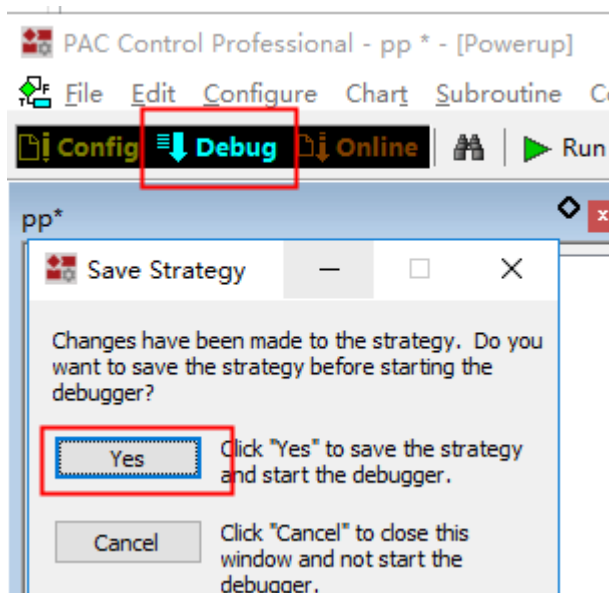 PAC Control Professional - pp * - [Powerup]
File Edit Configure Chart Subroutine
Config Debug Online Run
pp*
Save Strategy
Changes have been made to the strategy. Do you
want to save the strategy before starting the
debugger?
Yes
Click "Yes" to save the strategy
and start the debugger.
Cancel
Click "Cancel" to close this
window and not start the
debugger.